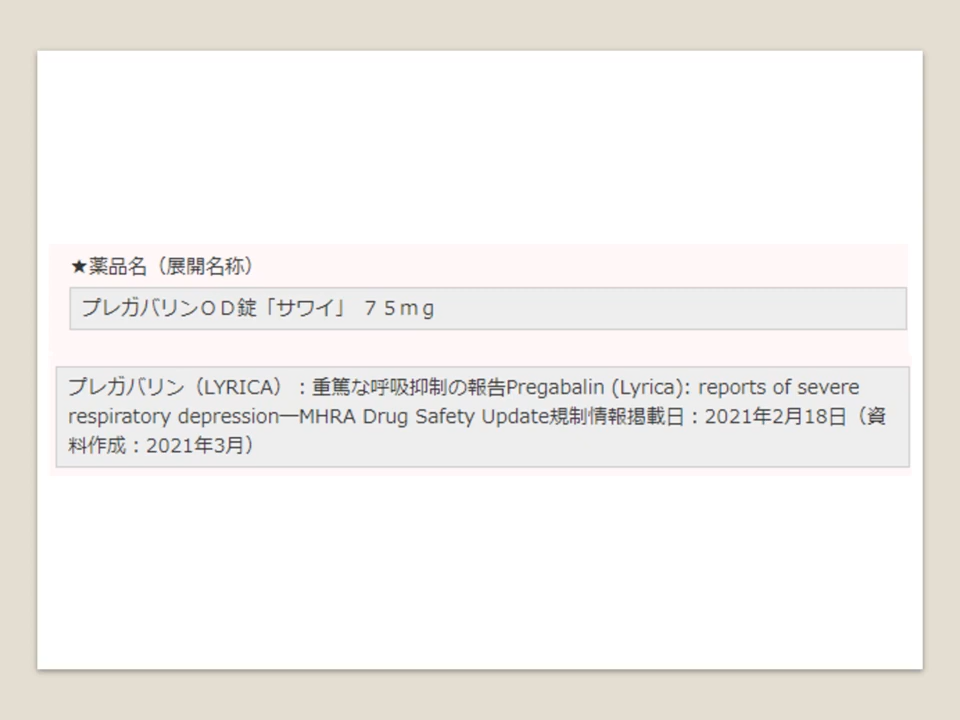 ★薬品名（展開名称）
プレガバリンＯＤ錠「サワイ」　７５ｍｇ
プレガバリン（LYRICA）：重篤な呼吸抑制の報告Pregabalin (Lyrica): reports of severe
respiratory depression―MHRA Drug Safety Update規制情報掲載日：2021年2月18日（資
料作成：2021年3月）